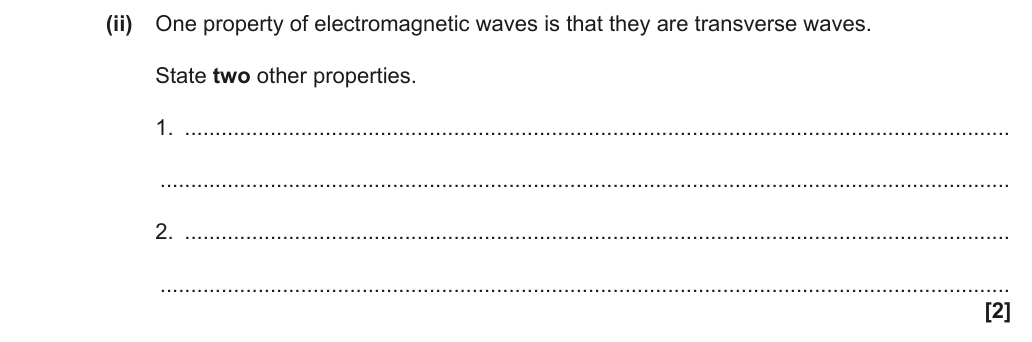 (ii) One property of electromagnetic waves is that they are transverse waves.
State two other properties.
1. ..........................................................................................................................................
..............................................................................................................................................
2. ..........................................................................................................................................
..............................................................................................................................................
[2]